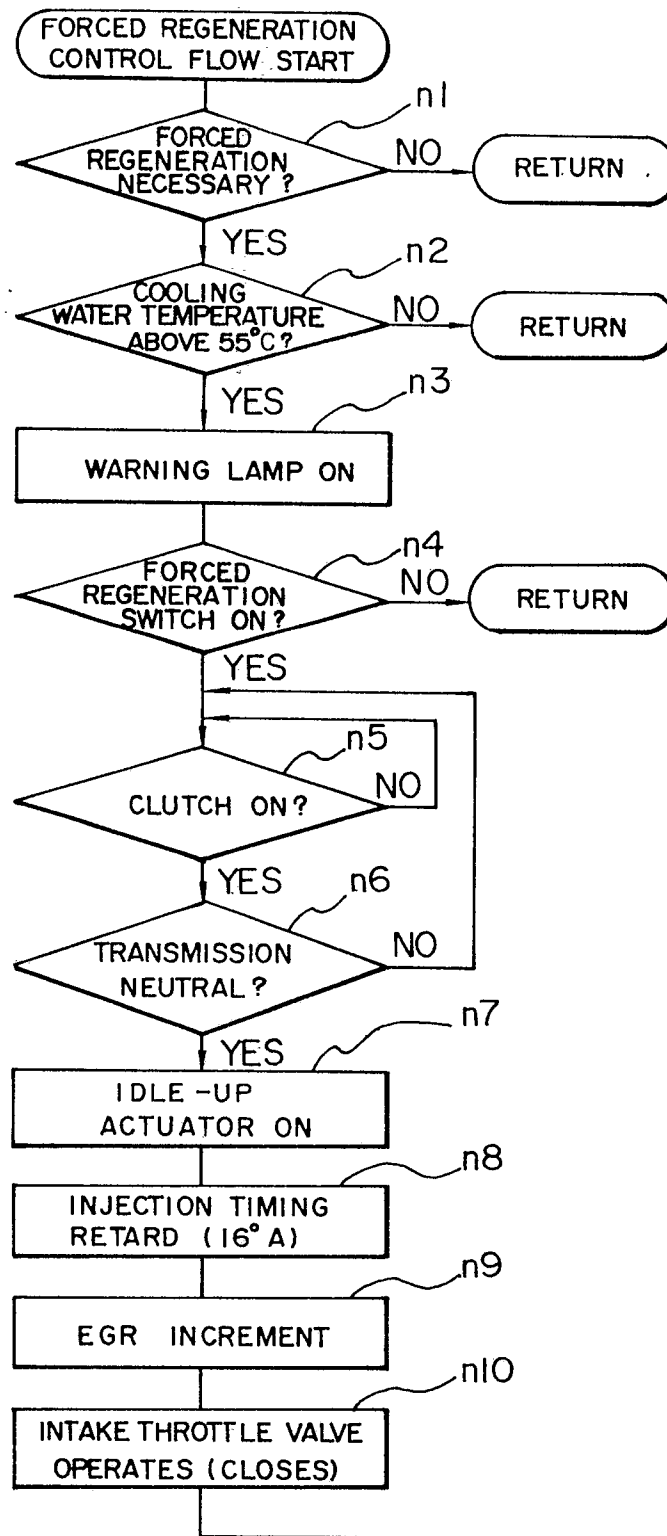 FORCED REGENERATION
CONTROL FLOW START
n1
FORCED
REGENERATION
NECESSARY?
NO
RETURN
YES
n2
COOLING
WATER TEMPERATURE
ABOVE 55°C?
NO
RETURN
YES
n3
WARNING LAMP ON
n4
FORCED
REGENERATION
SWITCH ON?
NO
RETURN
YES
n5
CLUTCH ON?
NO
YES
n6
TRANSMISSION
NEUTRAL?
NO
YES
n7
IDLE-UP
ACTUATOR ON
n8
INJECTION TIMING
RETARD (16°A)
n9
EGR INCREMENT
n10
INTAKE THROTTLE VALVE
OPERATES (CLOSES)